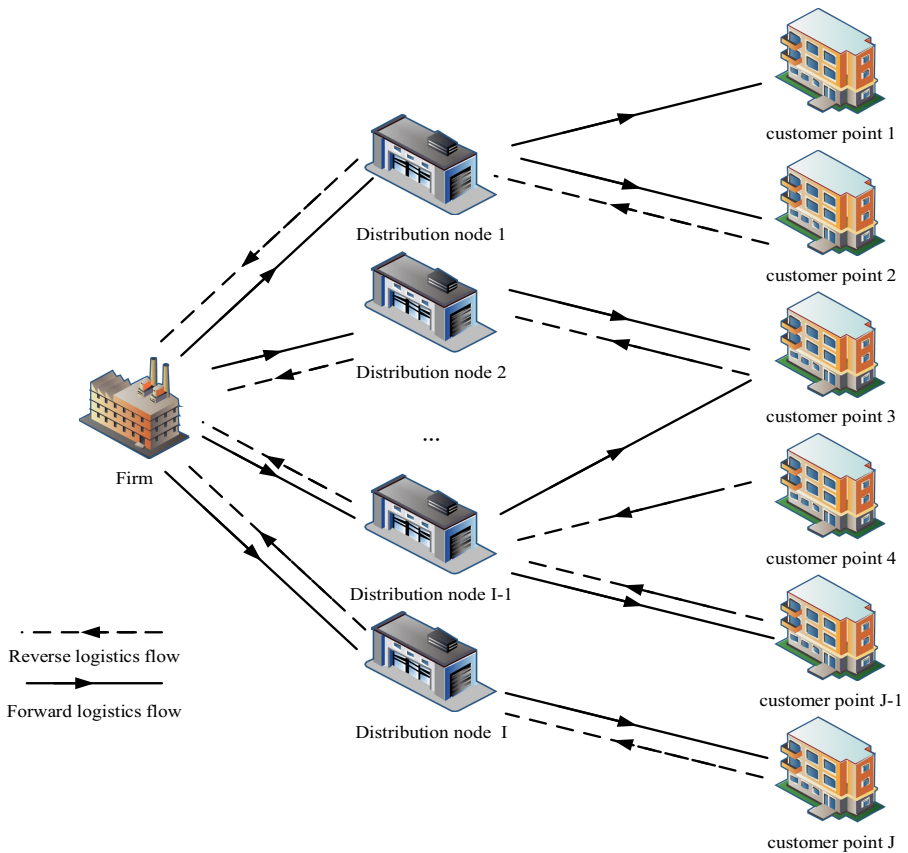 customer point 1
Distribution node 1
customer point 2
Distribution node 2
customer point 3
...
Firm
customer point 4
Distribution node I-1
Reverse logistics flow
customer point J-1
Forward logistics flow
Distribution node I
customer point J